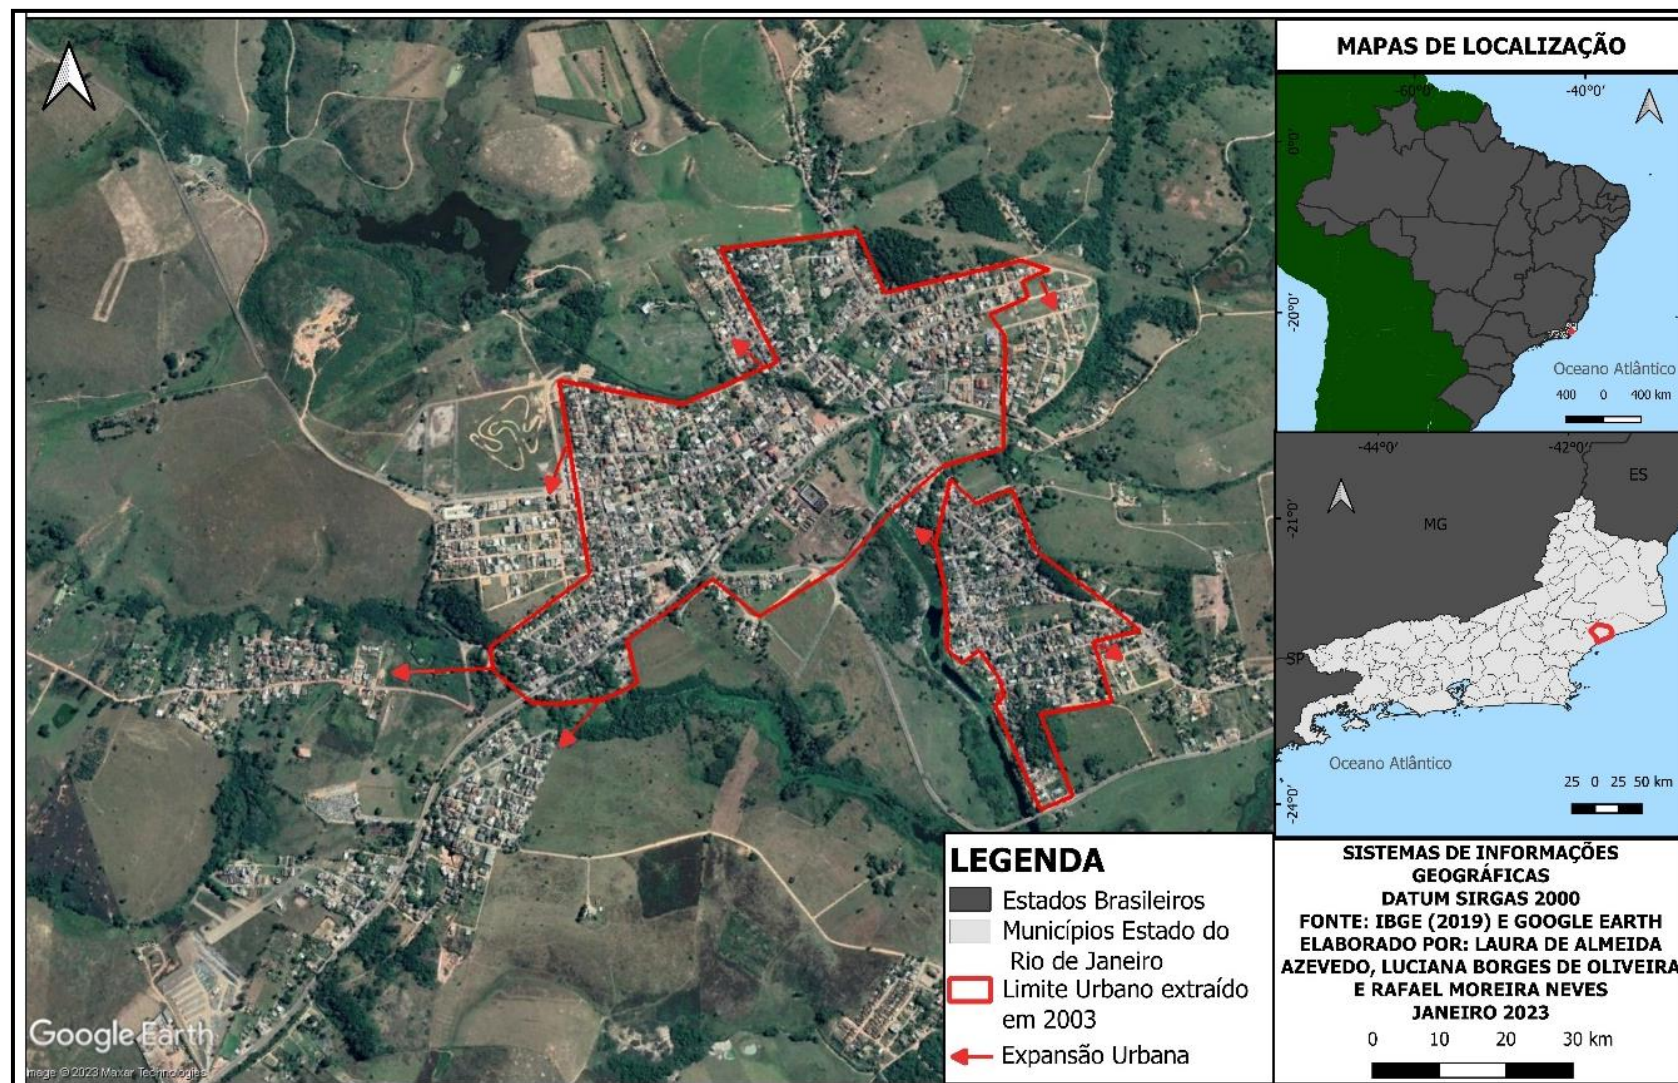 MAPAS DE LOCALIZAÇÃO
-60°0'
-40°0'
0°0'
-20°0'
Oceano Atlântico
400 0 400 km
-44°0'
-42°0'
ES
-21°0'
MG
SP
Oceano Atlântico
25 0 25 50 km
-24°0'
LEGENDA
Estados Brasileiros
Municípios Estado do
Rio de Janeiro
Limite Urbano extraído
em 2003
Expansão Urbana
SISTEMAS DE INFORMAÇÕES
GEOGRÁFICAS
DATUM SIRGAS 2000
FONTE: IBGE (2019) E GOOGLE EARTH
ELABORADO POR: LAURA DE ALMEIDA
AZEVEDO, LUCIANA BORGES DE OLIVEIRA
E RAFAEL MOREIRA NEVES
JANEIRO 2023
0 10 20 30 km
Google Earth
Image © 2023 Maxar Technologies